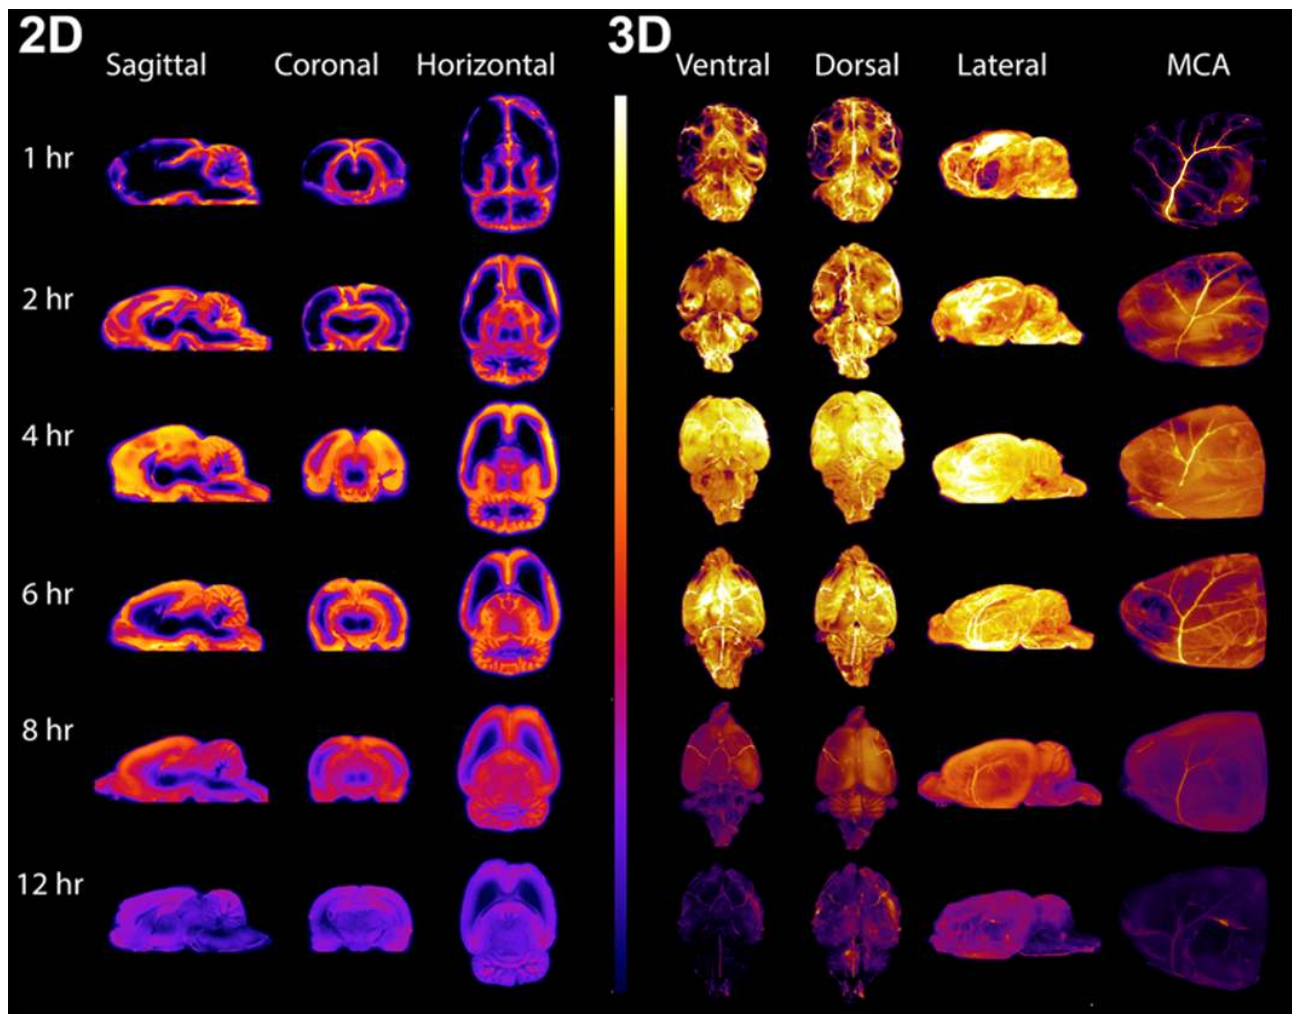 2D 3D
Sagittal Coronal Horizontal Ventral Dorsal Lateral MCA
1 hr
2 hr
4 hr
6 hr
8 hr
12 hr